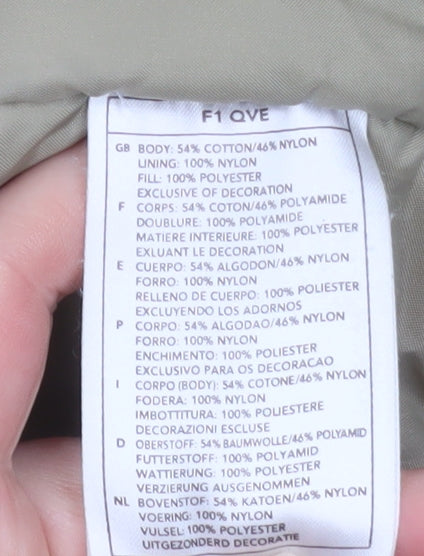 F1 QVE
GB BODY: 54% COTTON/46% NYLON
LINING: 100% NYLON
FILL: 100% POLYESTER
EXCLUSIVE OF DECORATION
F CORPS: 54% COTON/46% POLYAMIDE
DOUBLURE: 100% POLYAMIDE
MATIERE INTERIEURE: 100% POLYESTER
EXLUANT LE DECORATION
E CUERPO: 54% ALGODON/46% NYLON
FORRO: 100% NYLON
RELLENO DE CUERPO: 100% POLIESTER
EXCLUYENDO LOS ADORNOS
P CORPO: 54% ALGODAO/46% NYLON
FORRO: 100% NYLON
ENCHIMENTO: 100% POLIESTER
EXCLUSIVO PARA OS DECORACAO
I CORPO (BODY): 54% COTONE/46% NYLON
FODERA: 100% NYLON
IMBOTTITURA: 100% POLIESTERE
DECORAZIONI ESCLUSE
D OBERSTOFF: 54% BAUMWOLLE/46% POLYAMID
FUTTERSTOFF: 100% POLYAMID
WATTIERUNG: 100% POLYESTER
VERZIERUNG AUSGENOMMEN
NL BOVENSTOF: 54% KATOEN/46% NYLON
VOERING: 100% NYLON
VULSEL: 100% POLYESTER
UITGEZONDERD DECORATIE